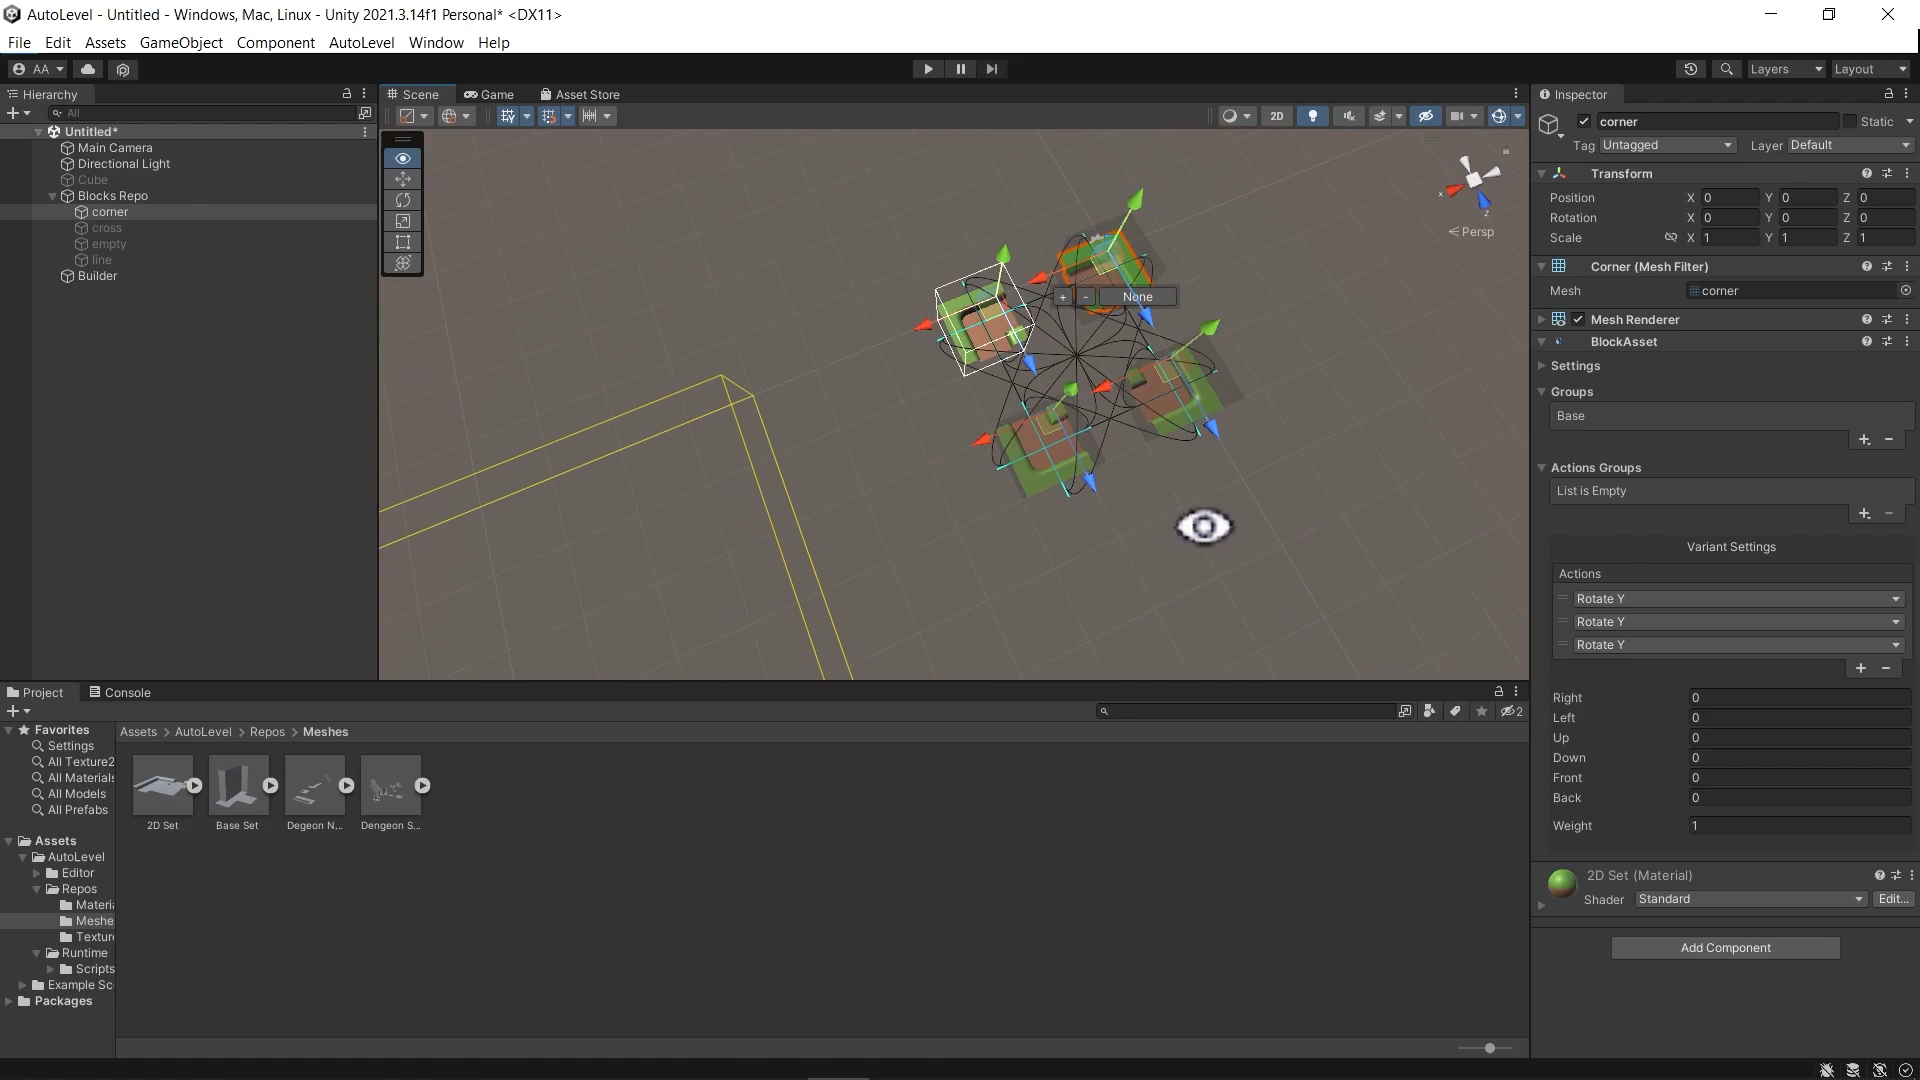 AutoLevel - Untitled - Windows, Mac, Linux - Unity 2021.3.14f1 Personal* <DX11>
File Edit Assets GameObject Component AutoLevel Window Help
AA
Layers Layout
Hierarchy
All
Untitled*
Main Camera
Directional Light
Cube
Blocks Repo
corner
cross
empty
line
Builder
Scene Game Asset Store
2D
x
z
Persp
+ - None
Inspector
corner Static
Tag Untagged Layer Default
Transform
Position X 0 Y 0 Z 0
Rotation X 0 Y 0 Z 0
Scale X 1 Y 1 Z 1
Corner (Mesh Filter)
Mesh corner
Mesh Renderer
BlockAsset
Settings
Groups
Base
Actions Groups
List is Empty
Variant Settings
Actions
Rotate Y
Rotate Y
Rotate Y
Right 0
Left 0
Up 0
Down 0
Front 0
Back 0
Weight 1
2D Set (Material)
Shader Standard Edit...
Add Component
Project Console
2
Favorites
Settings
All Texture2
All Materials
All Models
All Prefabs
Assets
AutoLevel
Editor
Repos
Materi
Meshe
Texture
Runtime
Scripts
Example Sc
Packages
Assets > AutoLevel > Repos > Meshes
2D Set Base Set Degeon N... Dengeon S...